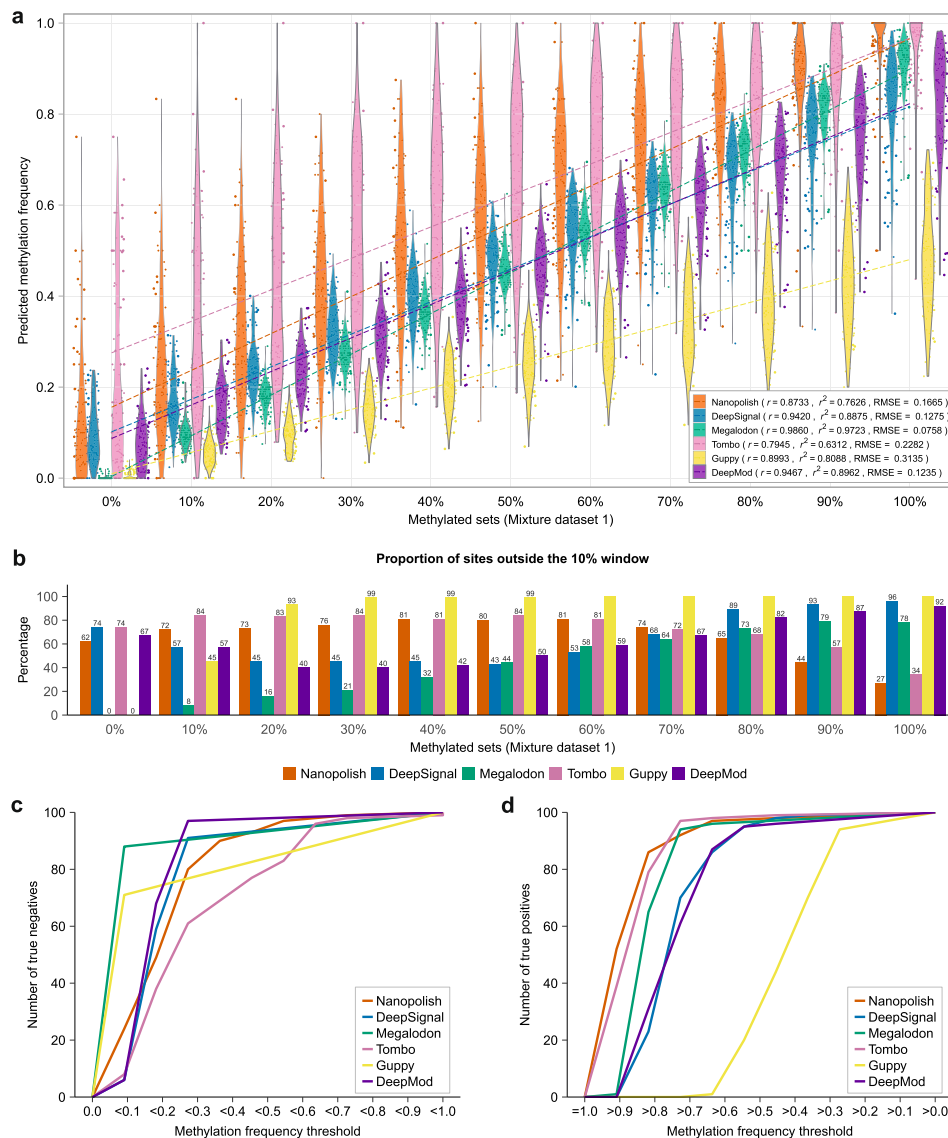 a
1.0
0.8
0.6
0.4
0.2
0.0
Predicted methylation frequency
Nanopolish ( r = 0.8733 , r² = 0.7626 , RMSE = 0.1665 )
DeepSignal ( r = 0.9420 , r² = 0.8875 , RMSE = 0.1275 )
Megalodon ( r = 0.9860 , r² = 0.9723 , RMSE = 0.0758 )
Tombo ( r = 0.7945 , r² = 0.6312 , RMSE = 0.2282 )
Guppy ( r = 0.8993 , r² = 0.8088 , RMSE = 0.3135 )
DeepMod ( r = 0.9467 , r² = 0.8962 , RMSE = 0.1235 )
0% 10% 20% 30% 40% 50% 60% 70% 80% 90% 100%
Methylated sets (Mixture dataset 1)
b
Proportion of sites outside the 10% window
Percentage
100
80
60
40
20
0
62 74 0 74 0 67
72 57 8 84 45 57
73 45 16 83 93 40
76 45 21 84 99 40
81 45 32 81 99 42
80 43 44 84 99 50
81 53 58 81 59
74 68 64 72 67
65 89 73 68 82
44 93 79 57 87
27 96 78 34 92
0% 10% 20% 30% 40% 50% 60% 70% 80% 90% 100%
Methylated sets (Mixture dataset 1)
Nanopolish DeepSignal Megalodon Tombo Guppy DeepMod
c
Number of true negatives
100
80
60
40
20
0
Nanopolish
DeepSignal
Megalodon
Tombo
Guppy
DeepMod
0.0 <0.1 <0.2 <0.3 <0.4 <0.5 <0.6 <0.7 <0.8 <0.9 <1.0
Methylation frequency threshold
d
Number of true positives
100
80
60
40
20
0
Nanopolish
DeepSignal
Megalodon
Tombo
Guppy
DeepMod
=1.0 >0.9 >0.8 >0.7 >0.6 >0.5 >0.4 >0.3 >0.2 >0.1 >0.0
Methylation frequency threshold